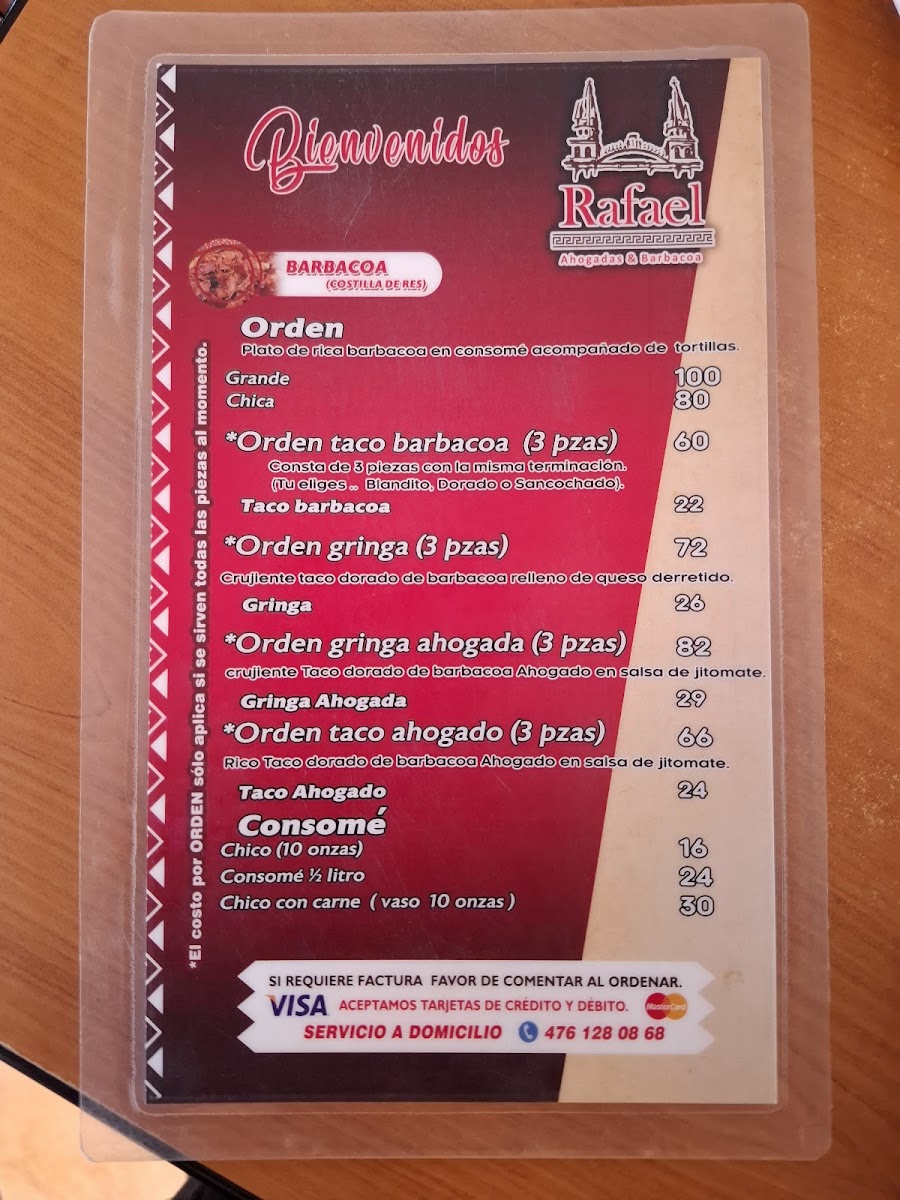 Bienvenidos
Rafael
Ahogadas & Barbacoa
BARBACOA
(COSTILLA DE RES)
Orden
Plato de rica barbacoa en consomé acompañado de tortillas.
Grande 100
Chica 80
*Orden taco barbacoa (3 pzas) 60
Consta de 3 piezas con la misma terminación.
(Tu eliges .. Blandito, Dorado o Sancochado).
Taco barbacoa 22
*Orden gringa (3 pzas) 72
Crujiente taco dorado de barbacoa relleno de queso derretido.
Gringa 26
*Orden gringa ahogada (3 pzas) 82
crujiente Taco dorado de barbacoa Ahogado en salsa de jitomate.
Gringa Ahogada 29
*Orden taco ahogado (3 pzas) 66
Rico Taco dorado de barbacoa Ahogado en salsa de jitomate.
Taco Ahogado 24
Consomé
Chico (10 onzas) 16
Consomé ½ litro 24
Chico con carne ( vaso 10 onzas ) 30
*El costo por ORDEN sólo aplica si se sirven todas las piezas al momento.
SI REQUIERE FACTURA FAVOR DE COMENTAR AL ORDENAR.
VISA ACEPTAMOS TARJETAS DE CRÉDITO Y DÉBITO. MasterCard
SERVICIO A DOMICILIO 476 128 08 68